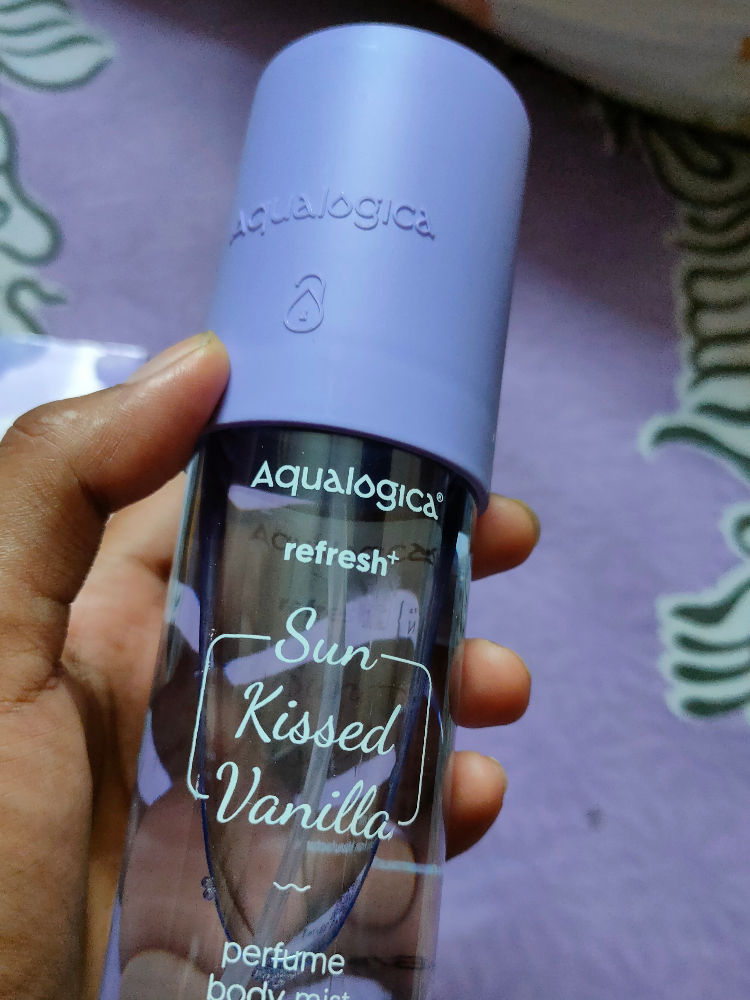 Aqualogica
Aqualogica®
refresh+
Sun
Kissed
Vanilla
perfume
body mist